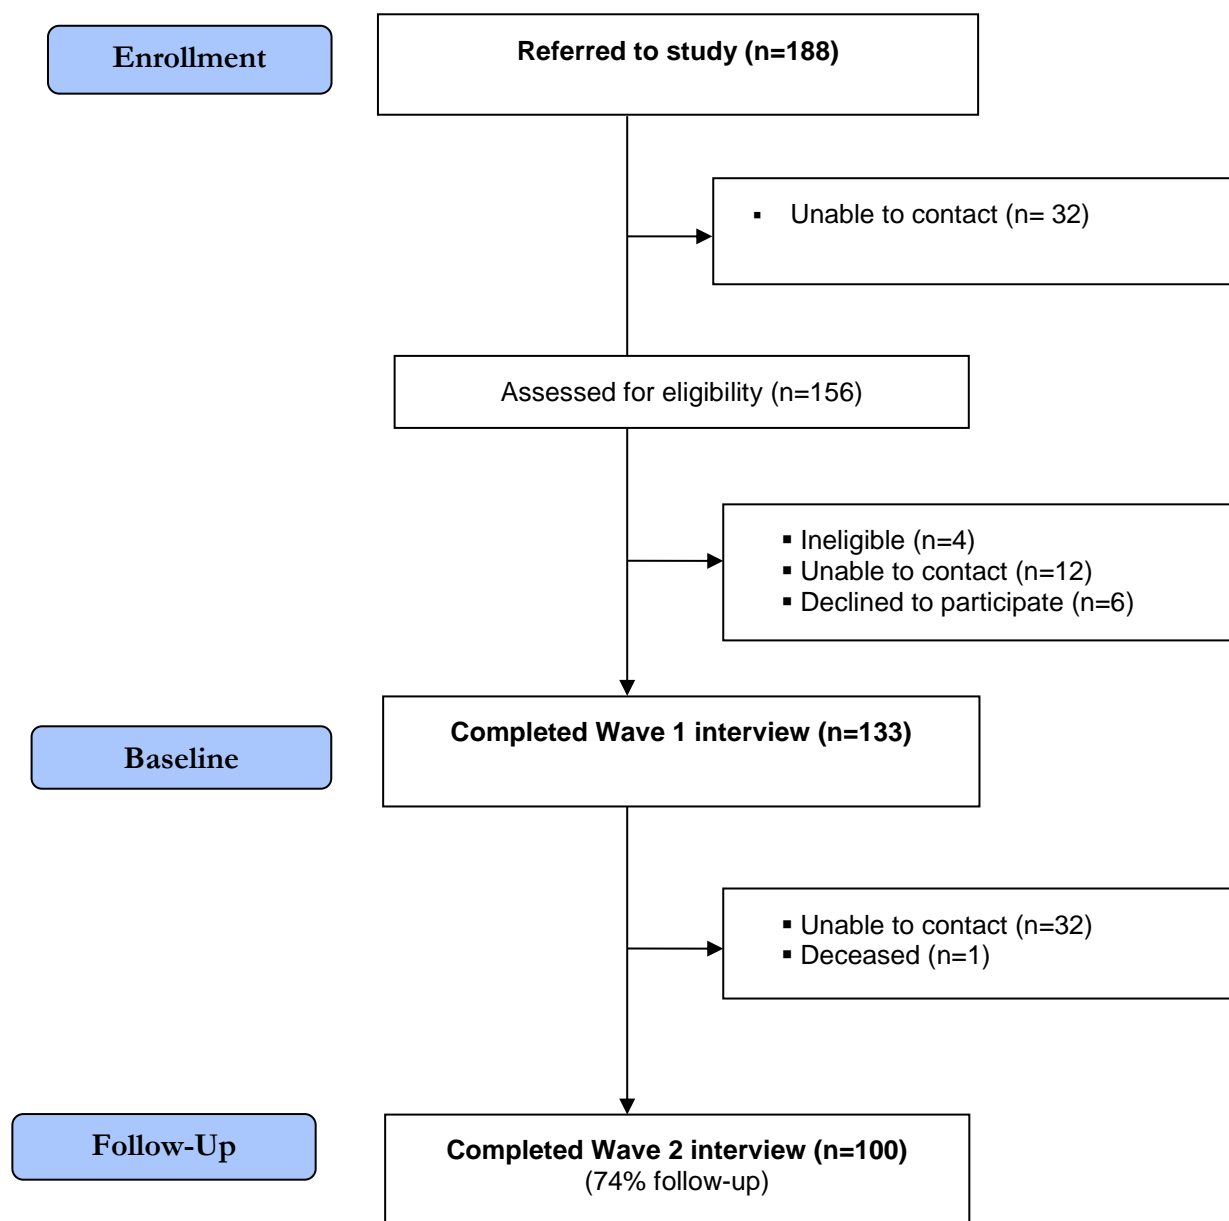 Enrollment
Referred to study (n=188)
▪ Unable to contact (n= 32)
Assessed for eligibility (n=156)
▪ Ineligible (n=4)
▪ Unable to contact (n=12)
▪ Declined to participate (n=6)
Baseline
Completed Wave 1 interview (n=133)
▪ Unable to contact (n=32)
▪ Deceased (n=1)
Follow-Up
Completed Wave 2 interview (n=100)
(74% follow-up)